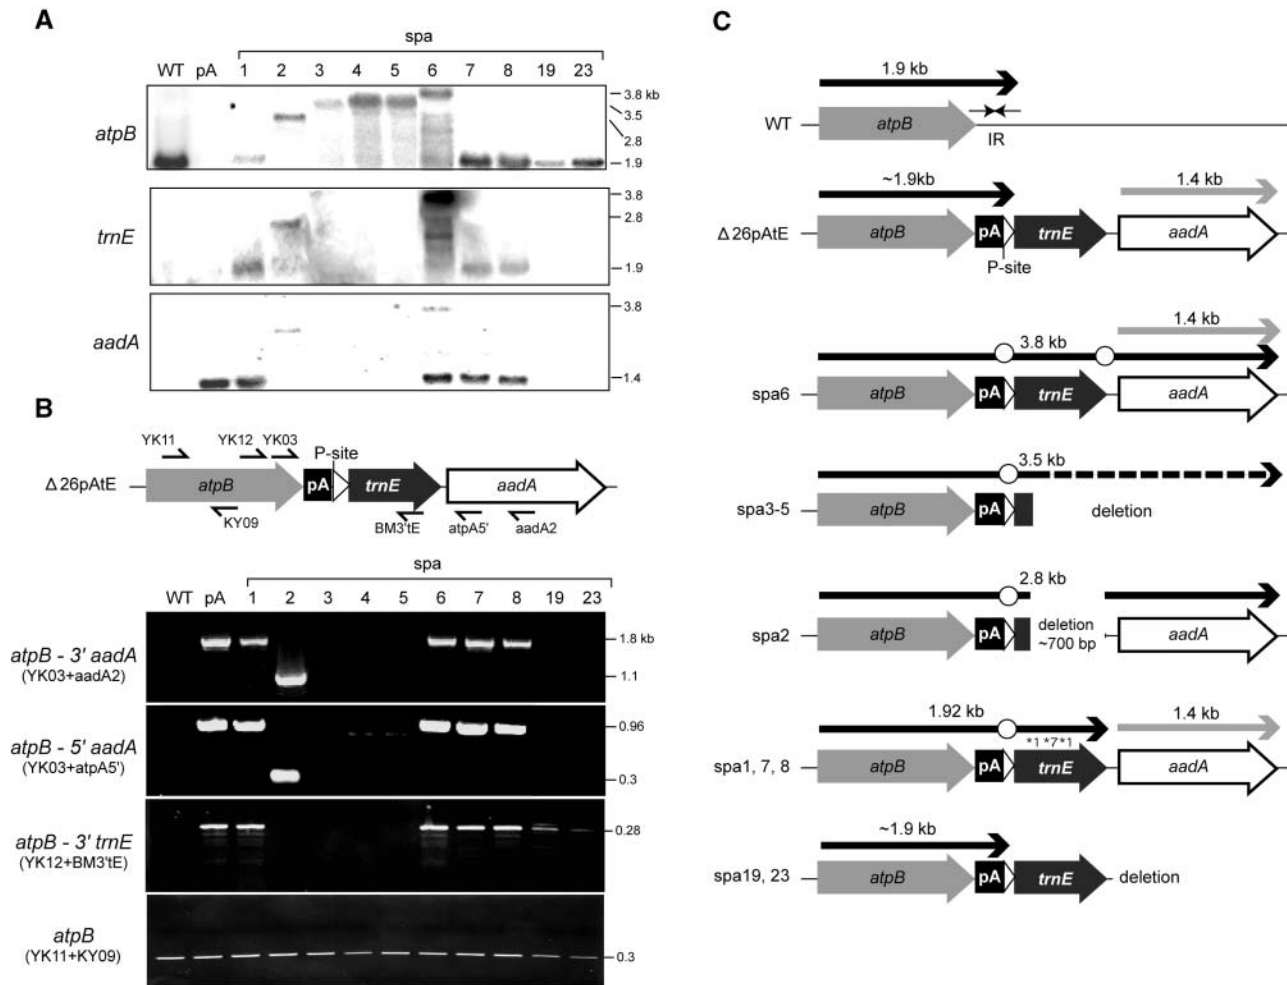 A
spa
WT pA 1 2 3 4 5 6 7 8 19 23
atpB
3.8 kb
3.5
2.8
1.9
trnE
3.8
2.8
1.9
aadA
3.8
1.4
B
YK11 YK12 YK03
P-site
Δ26pAtE
atpB pA trnE aadA
KY09 BM3'tE atpA5' aadA2
spa
WT pA 1 2 3 4 5 6 7 8 19 23
atpB - 3' aadA
(YK03+aadA2)
1.8 kb
1.1
atpB - 5' aadA
(YK03+atpA5')
0.96
0.3
atpB - 3' trnE
(YK12+BM3'tE)
0.28
atpB
(YK11+KY09)
0.3
C
1.9 kb
WT atpB
IR
~1.9kb 1.4 kb
Δ26pAtE atpB pA trnE aadA
P-site
1.4 kb
3.8 kb
spa6 atpB pA trnE aadA
3.5 kb
spa3-5 atpB pA deletion
2.8 kb
spa2 atpB pA deletion ~700 bp aadA
1.92 kb 1.4 kb
*1 *7*1
spa1, 7, 8 atpB pA trnE aadA
~1.9 kb
spa19, 23 atpB pA trnE deletion